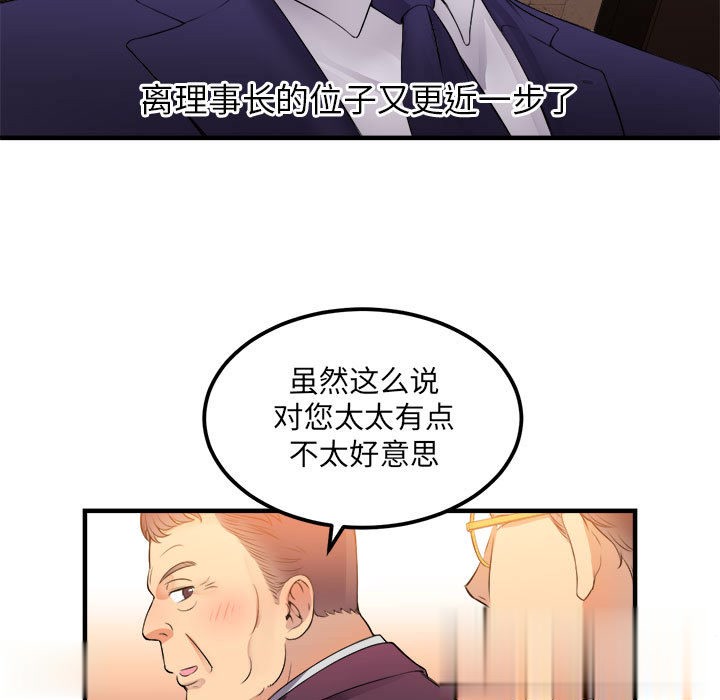 离理事长的位子又更近一步了
虽然这么说
对您太太有点
不太好意思